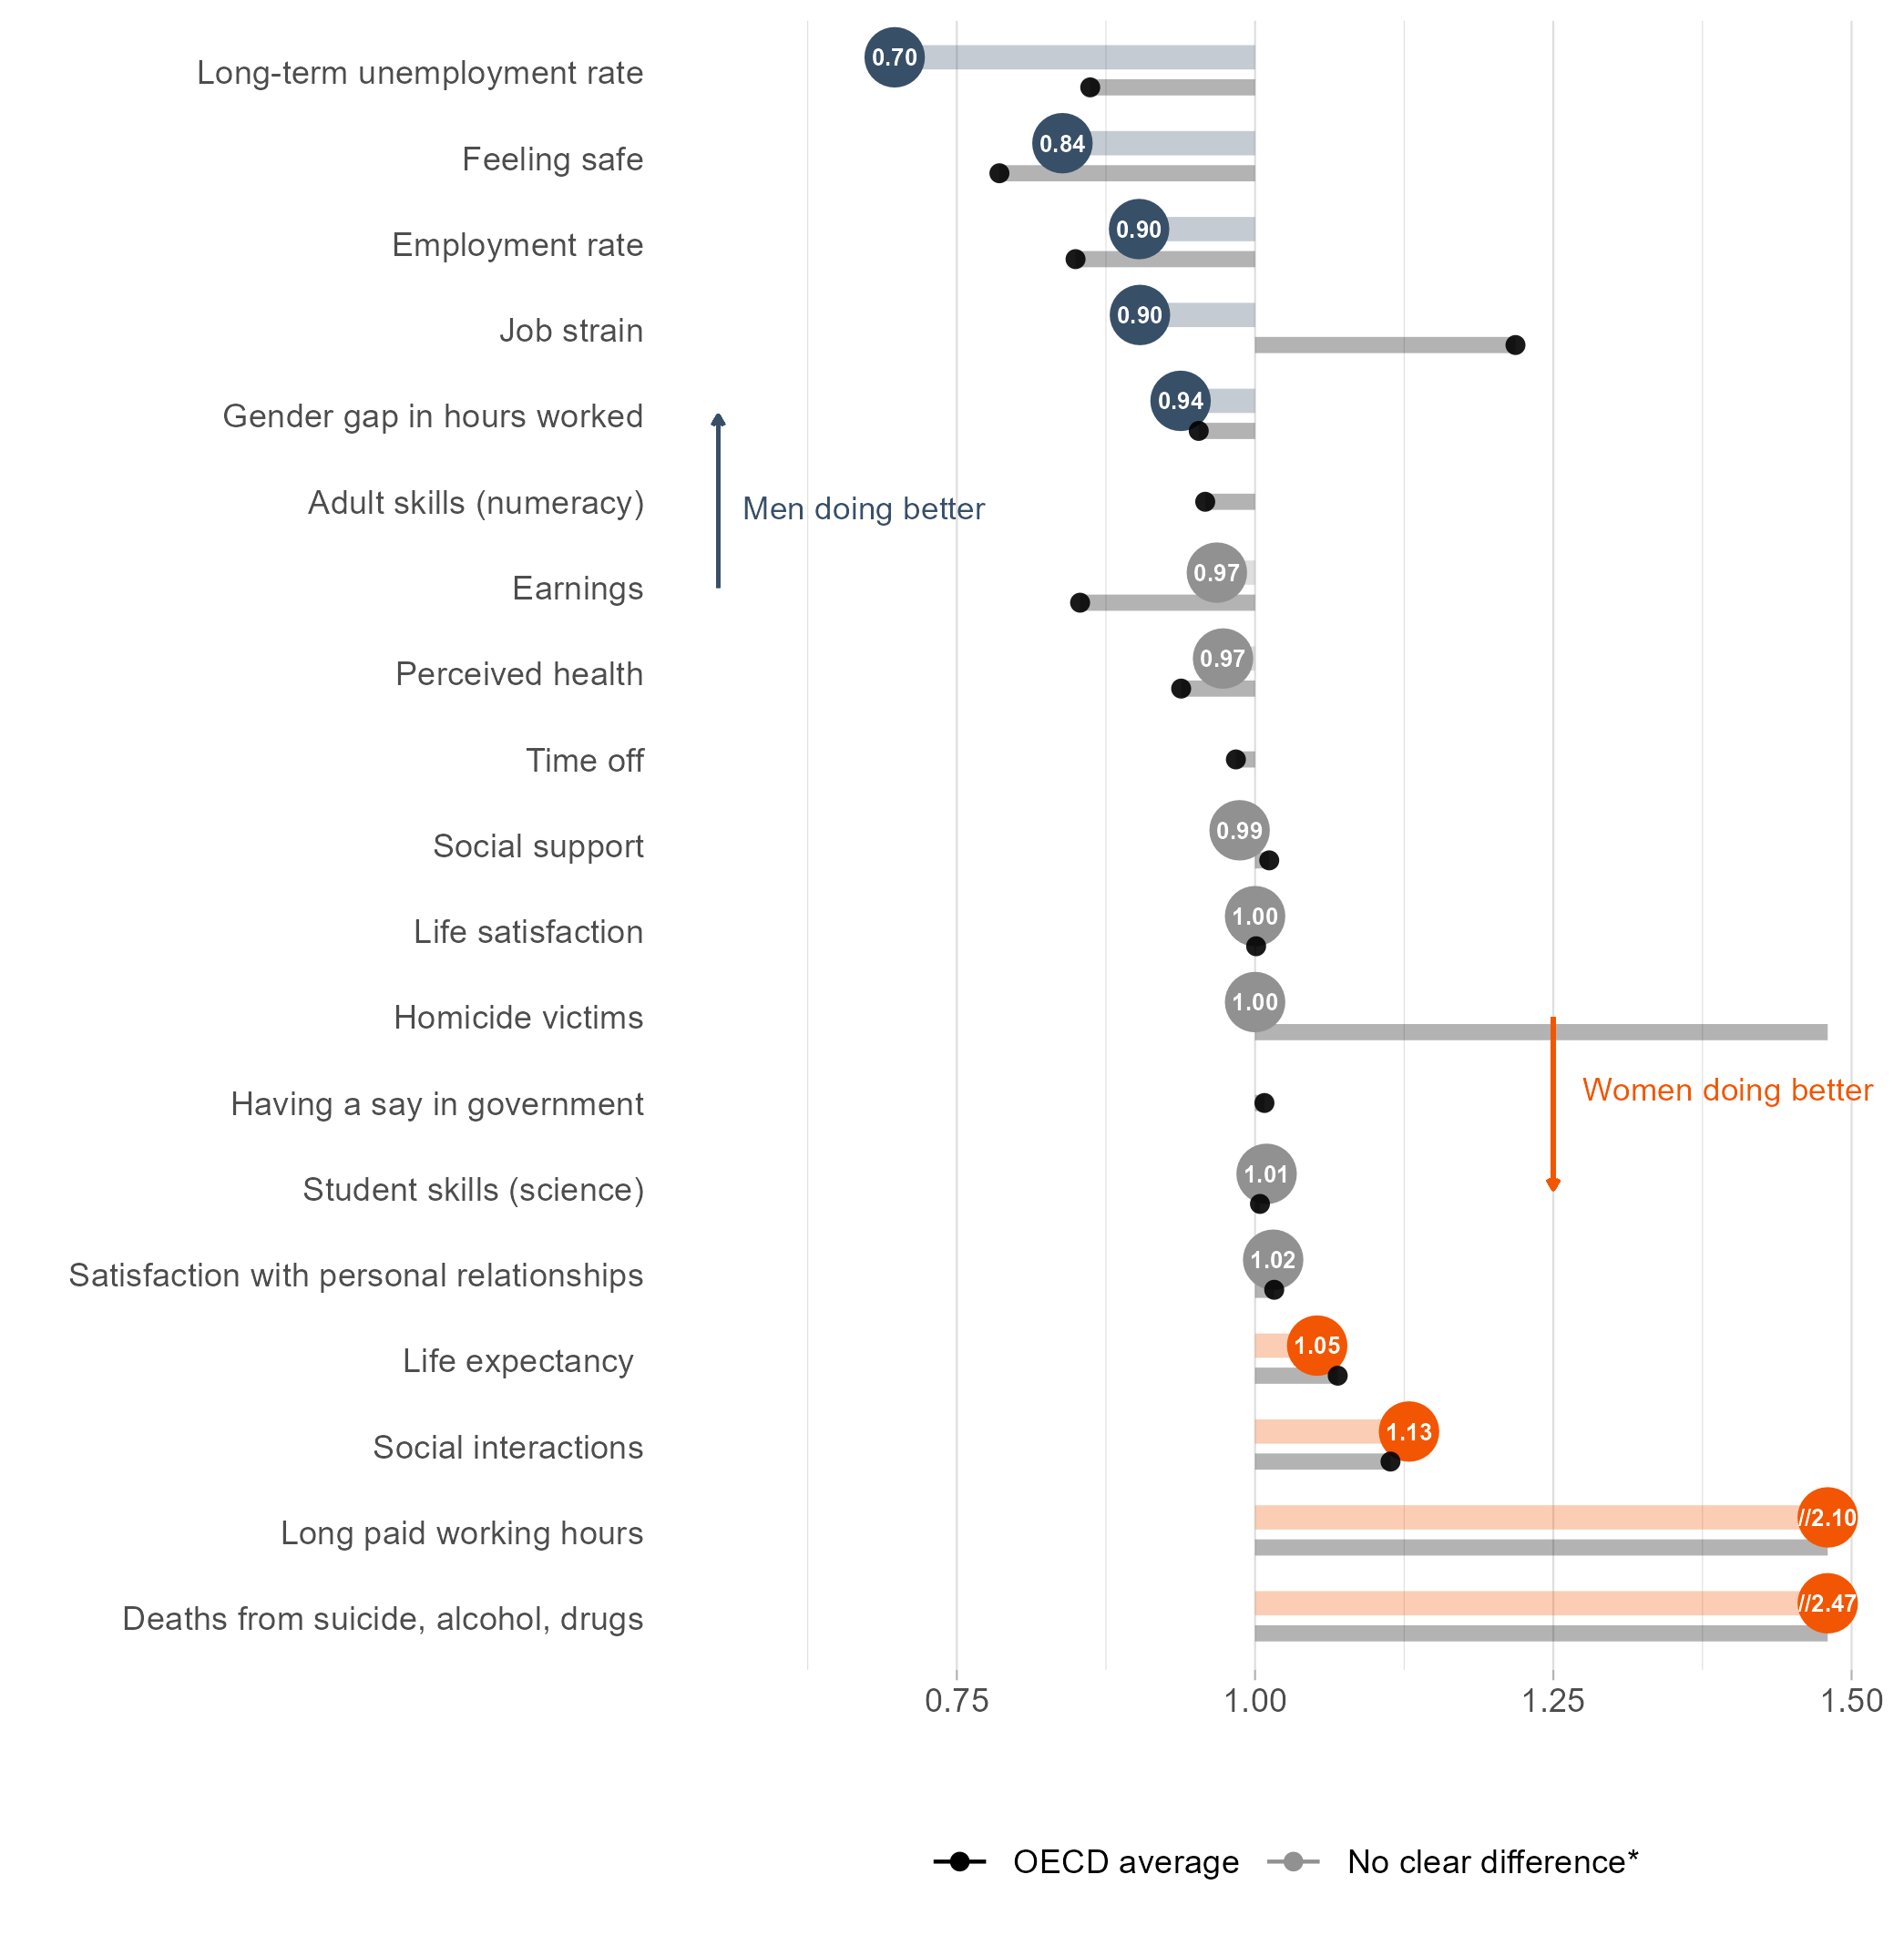 Long-term unemployment rate
0.70
Feeling safe
0.84
Employment rate
0.90
Job strain
0.90
Gender gap in hours worked
0.94
Adult skills (numeracy)
Men doing better
Earnings
0.97
Perceived health
0.97
Time off
Social support
0.99
Life satisfaction
1.00
Homicide victims
1.00
Having a say in government
Women doing better
Student skills (science)
1.01
Satisfaction with personal relationships
1.02
Life expectancy
1.05
Social interactions
1.13
Long paid working hours
//2.10
Deaths from suicide, alcohol, drugs
//2.47
0.75 1.00 1.25 1.50
OECD average No clear difference*